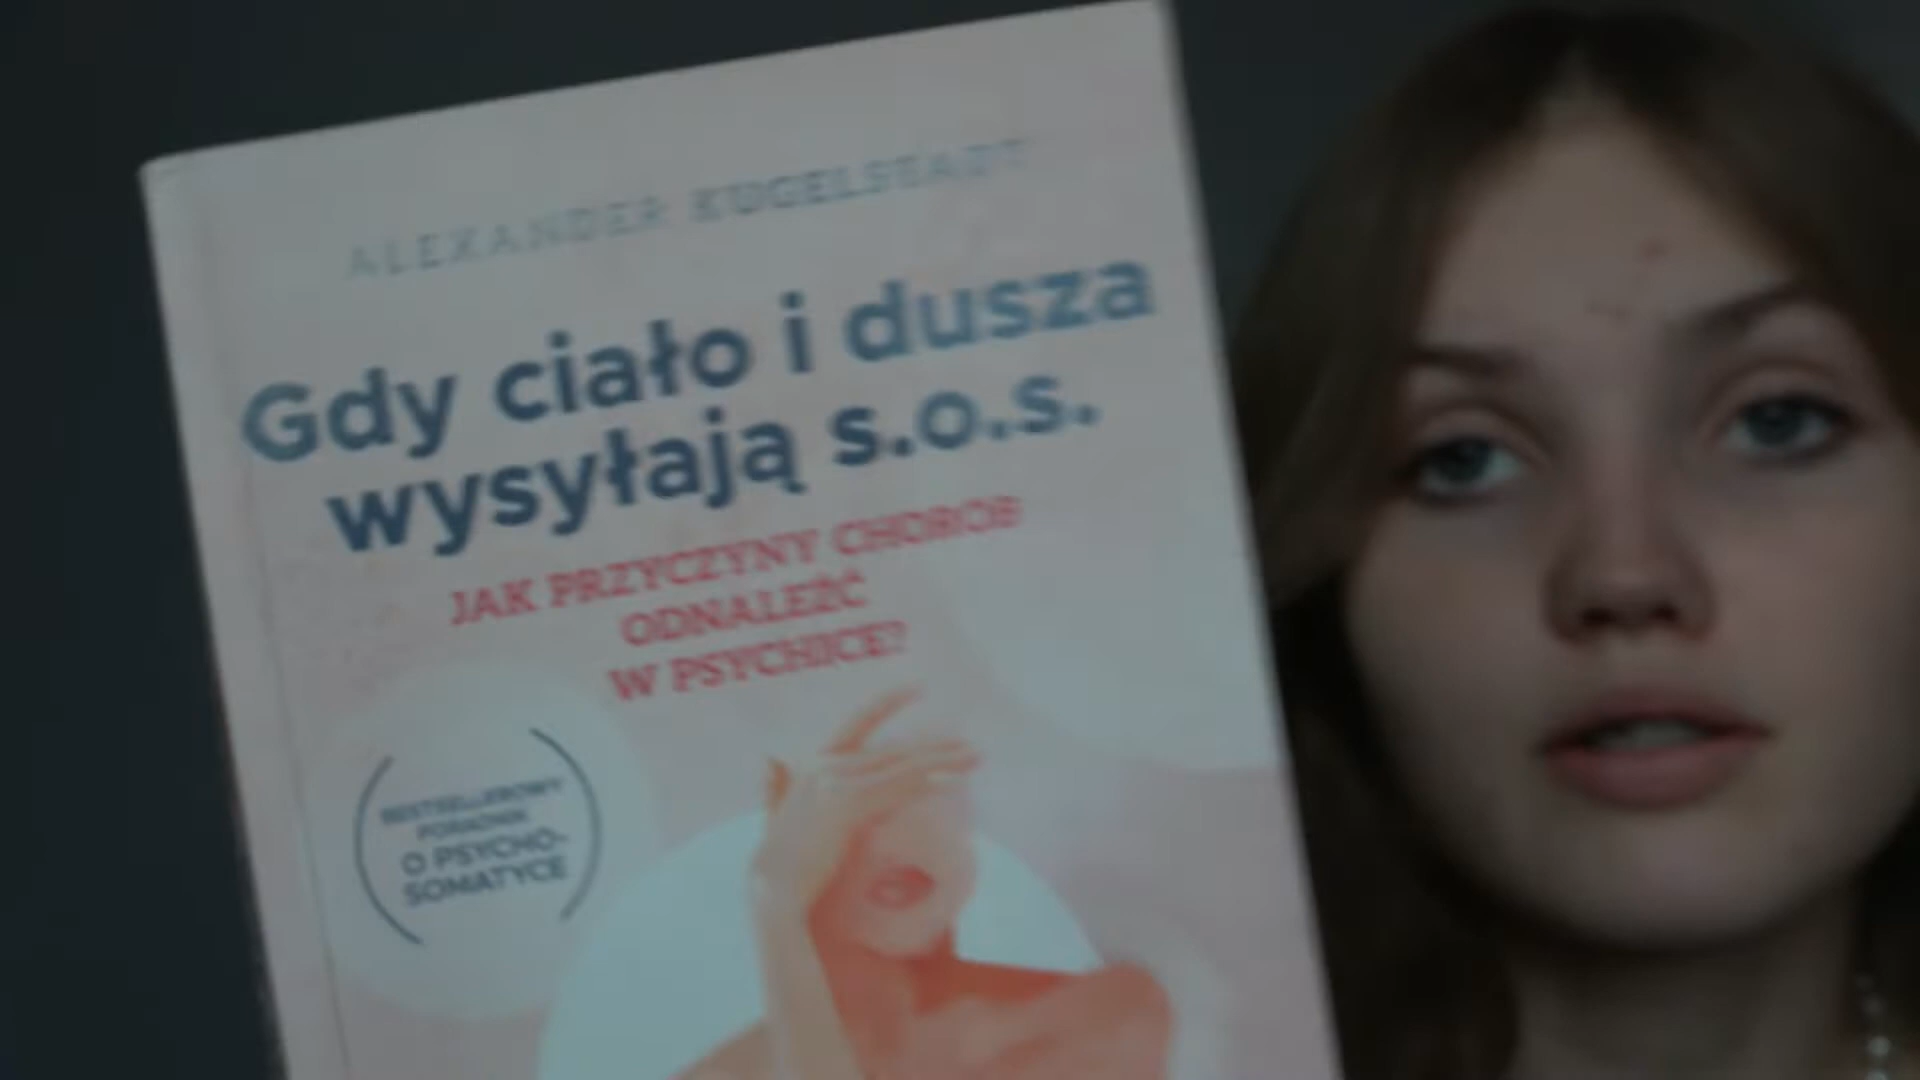 ALEXANDER KUGELSTADT
Gdy ciało i dusza
wysyłają s.o.s.
JAK PRZYCZYNY CHORÓB
ODNALEŹĆ
W PSYCHICE?
BESTSELLEROWY
PORADNIK
O PSYCHO-
SOMATYCE